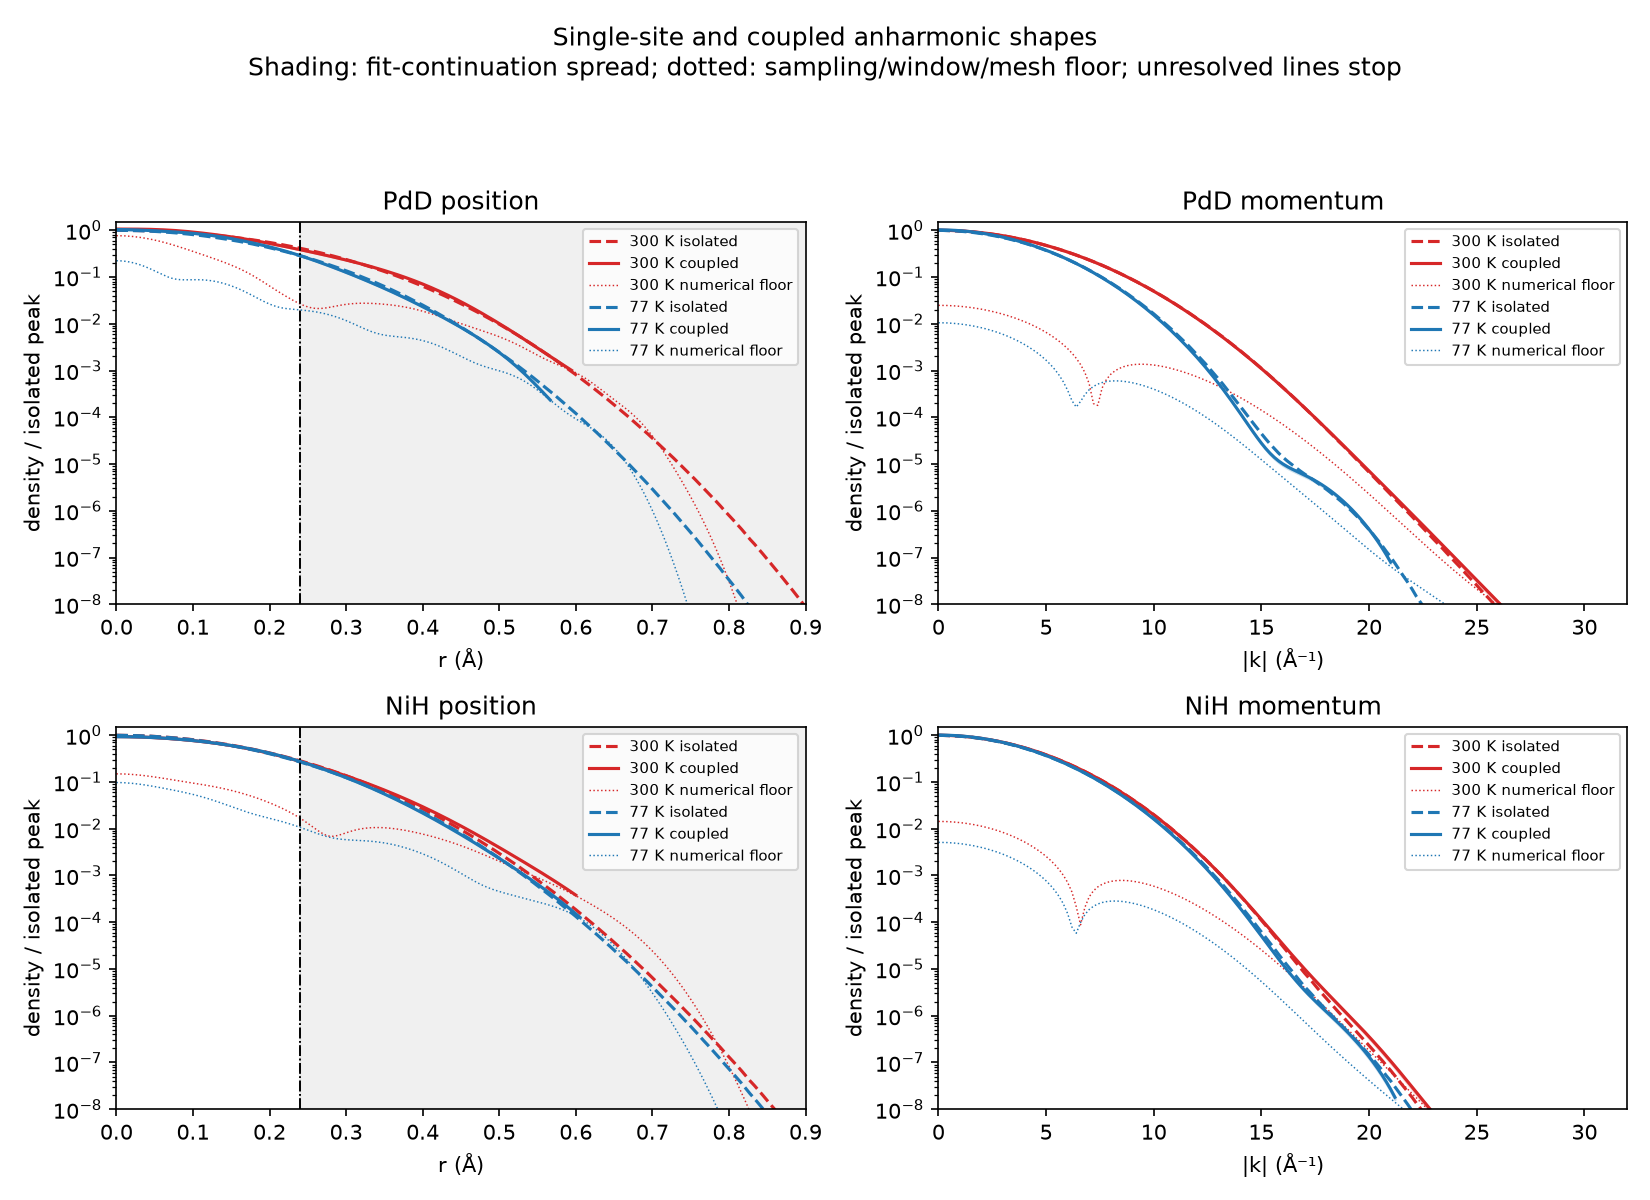 Single-site and coupled anharmonic shapes
Shading: fit-continuation spread; dotted: sampling/window/mesh floor; unresolved lines stop
PdD position
density / isolated peak
10⁰
10⁻¹
10⁻²
10⁻³
10⁻⁴
10⁻⁵
10⁻⁶
10⁻⁷
10⁻⁸
300 K isolated
300 K coupled
300 K numerical floor
77 K isolated
77 K coupled
77 K numerical floor
0.0 0.1 0.2 0.3 0.4 0.5 0.6 0.7 0.8 0.9
r (Å)
PdD momentum
density / isolated peak
10⁰
10⁻¹
10⁻²
10⁻³
10⁻⁴
10⁻⁵
10⁻⁶
10⁻⁷
10⁻⁸
300 K isolated
300 K coupled
300 K numerical floor
77 K isolated
77 K coupled
77 K numerical floor
0 5 10 15 20 25 30
|k| (Å⁻¹)
NiH position
density / isolated peak
10⁰
10⁻¹
10⁻²
10⁻³
10⁻⁴
10⁻⁵
10⁻⁶
10⁻⁷
10⁻⁸
300 K isolated
300 K coupled
300 K numerical floor
77 K isolated
77 K coupled
77 K numerical floor
0.0 0.1 0.2 0.3 0.4 0.5 0.6 0.7 0.8 0.9
r (Å)
NiH momentum
density / isolated peak
10⁰
10⁻¹
10⁻²
10⁻³
10⁻⁴
10⁻⁵
10⁻⁶
10⁻⁷
10⁻⁸
300 K isolated
300 K coupled
300 K numerical floor
77 K isolated
77 K coupled
77 K numerical floor
0 5 10 15 20 25 30
|k| (Å⁻¹)